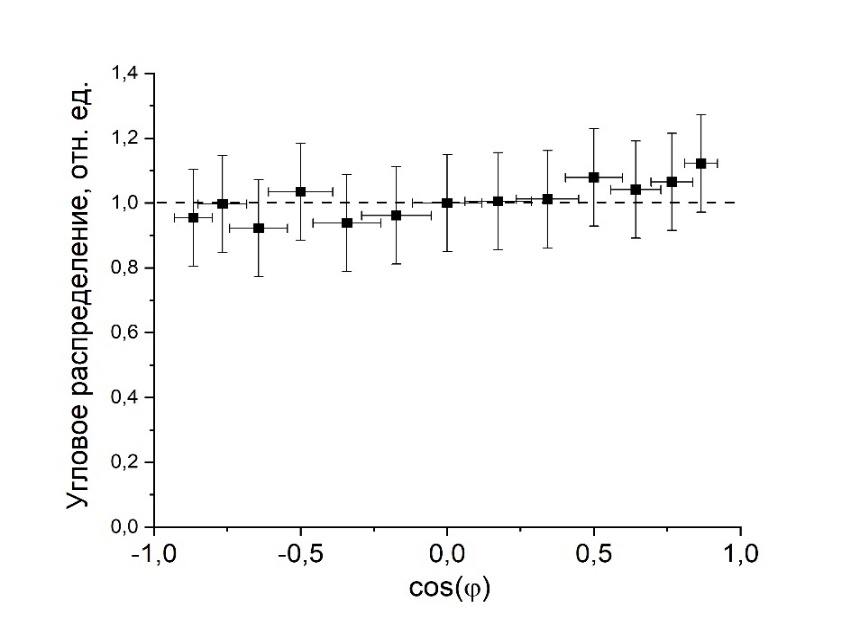 Угловое распределение, отн. ед.
1,4
1,2
1,0
0,8
0,6
0,4
0,2
0,0
-1,0 -0,5 0,0 0,5 1,0
cos(φ)